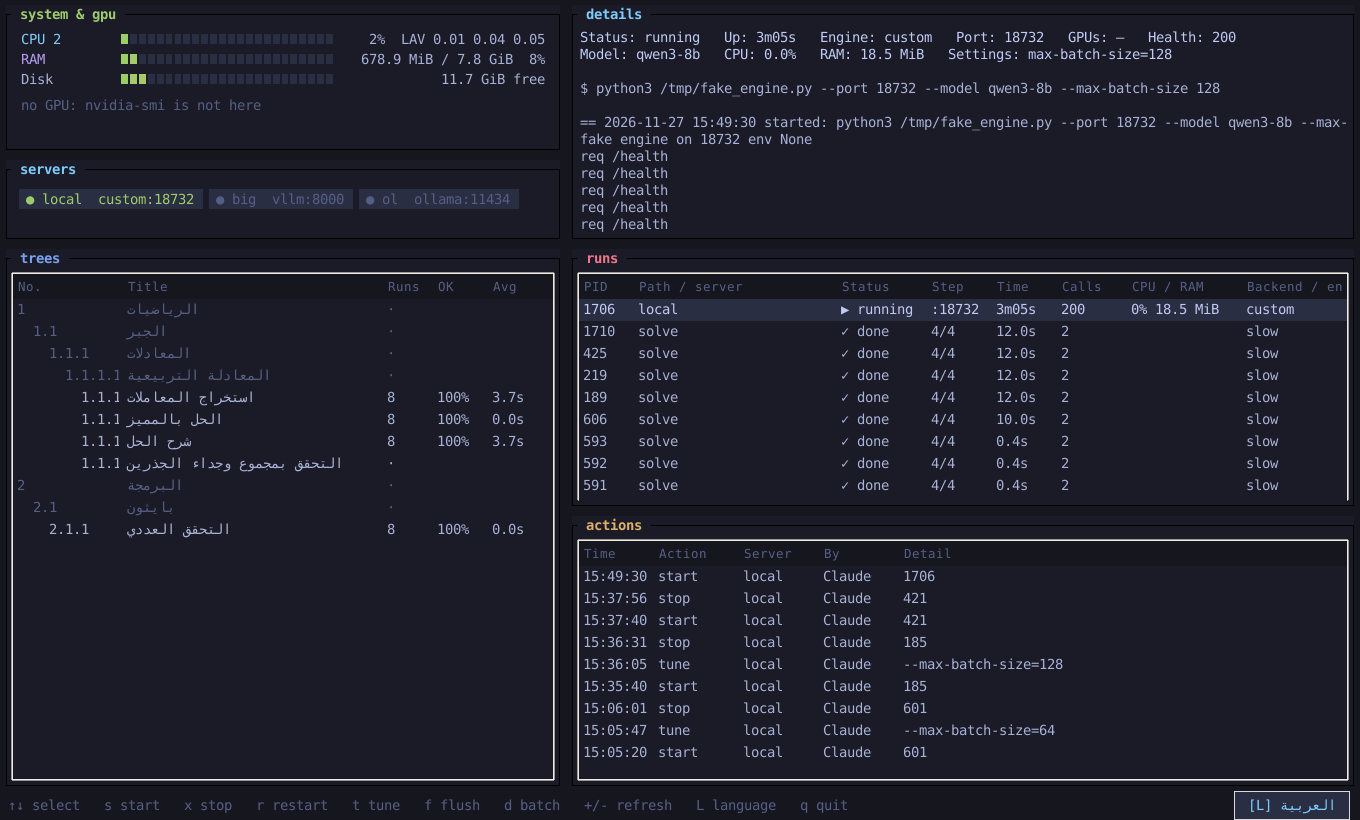 system & gpu
CPU 2 2% LAV 0.01 0.04 0.05
RAM 678.9 MiB / 7.8 GiB 8%
Disk 11.7 GiB free
no GPU: nvidia-smi is not here
servers
● local custom:18732 ● big vllm:8000 ● ol ollama:11434
trees
No. Title Runs OK Avg
1 الرياضيات ·
1.1 الجبر ·
1.1.1 المعادلات ·
1.1.1.1 المعادلة التربيعية ·
1.1.1 استخراج المعاملات 8 100% 3.7s
1.1.1 الحل بالمميز 8 100% 0.0s
1.1.1 شرح الحل 8 100% 3.7s
1.1.1 التحقق بمجموع وجداء الجذرين ·
2 البرمجة ·
2.1 بايثون ·
2.1.1 التحقق العددي 8 100% 0.0s
details
Status: running Up: 3m05s Engine: custom Port: 18732 GPUs: — Health: 200
Model: qwen3-8b CPU: 0.0% RAM: 18.5 MiB Settings: max-batch-size=128
$ python3 /tmp/fake_engine.py --port 18732 --model qwen3-8b --max-batch-size 128
== 2026-11-27 15:49:30 started: python3 /tmp/fake_engine.py --port 18732 --model qwen3-8b --max-
fake engine on 18732 env None
req /health
req /health
req /health
req /health
req /health
runs
PID Path / server Status Step Time Calls CPU / RAM Backend / en
1706 local ▶ running :18732 3m05s 200 0% 18.5 MiB custom
1710 solve ✓ done 4/4 12.0s 2 slow
425 solve ✓ done 4/4 12.0s 2 slow
219 solve ✓ done 4/4 12.0s 2 slow
189 solve ✓ done 4/4 12.0s 2 slow
606 solve ✓ done 4/4 10.0s 2 slow
593 solve ✓ done 4/4 0.4s 2 slow
592 solve ✓ done 4/4 0.4s 2 slow
591 solve ✓ done 4/4 0.4s 2 slow
actions
Time Action Server By Detail
15:49:30 start local Claude 1706
15:37:56 stop local Claude 421
15:37:40 start local Claude 421
15:36:31 stop local Claude 185
15:36:05 tune local Claude --max-batch-size=128
15:35:40 start local Claude 185
15:06:01 stop local Claude 601
15:05:47 tune local Claude --max-batch-size=64
15:05:20 start local Claude 601
↑↓ select s start x stop r restart t tune f flush d batch +/- refresh L language q quit
[L] العربية